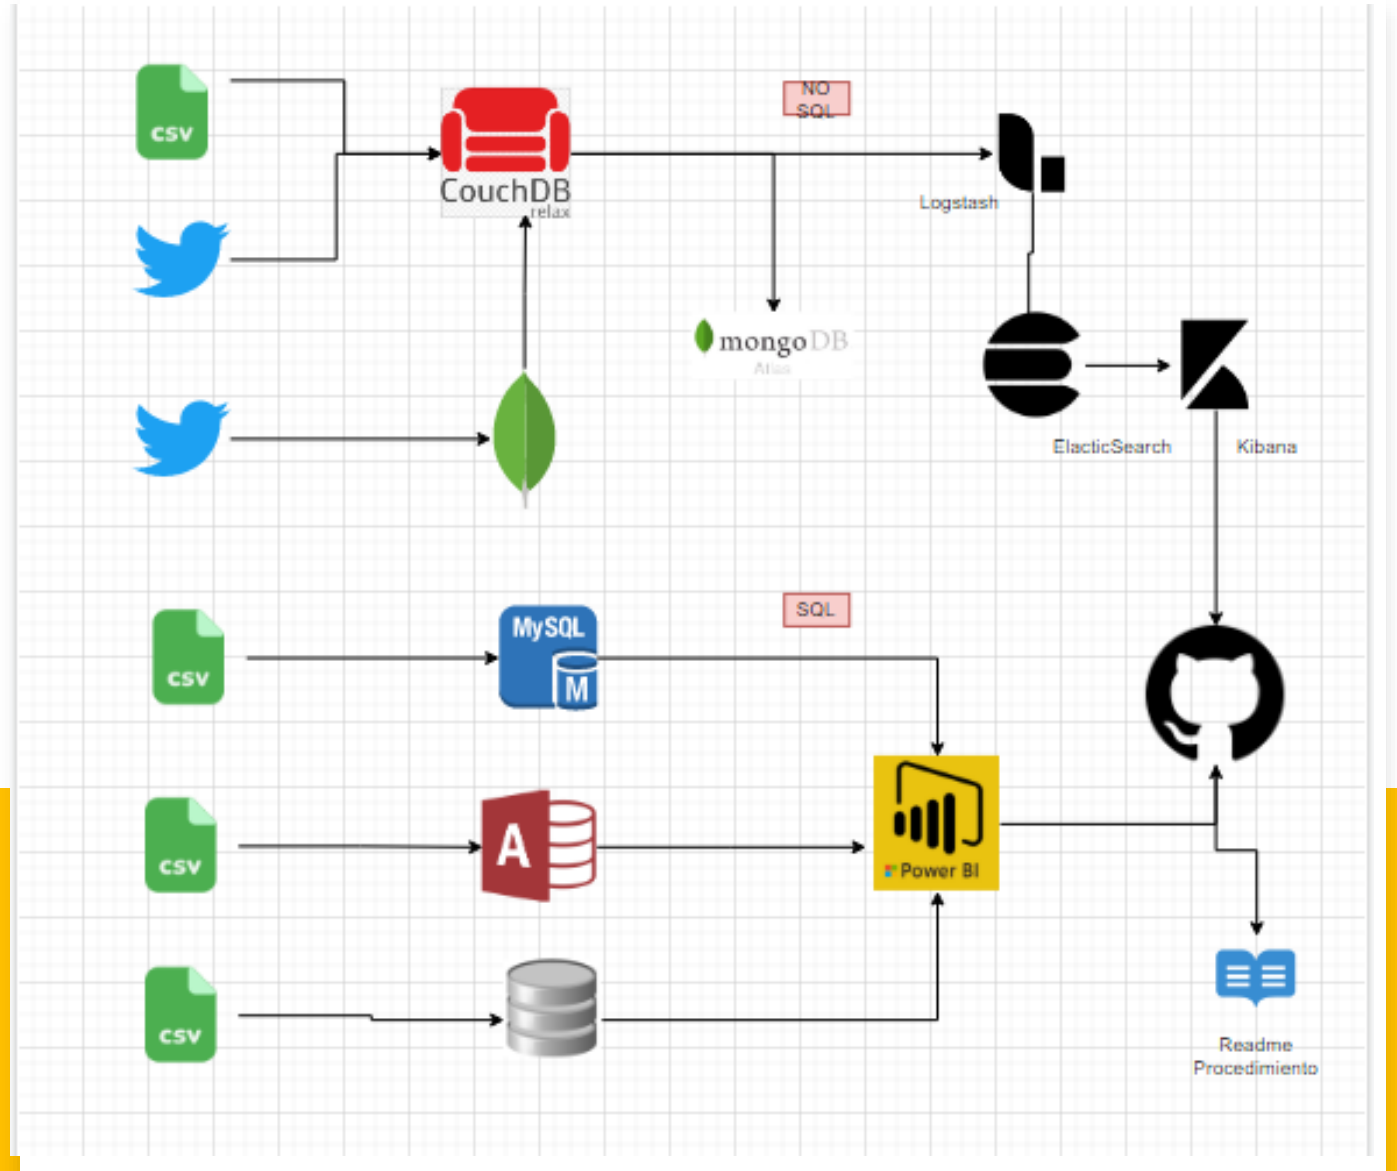 csv
NO
SQL
CouchDB
relax
Logstash
mongoDB
Atlas
ElacticSearch
Kibana
csv
MySQL
M
SQL
csv
A
Power BI
csv
Readme
Procedimiento